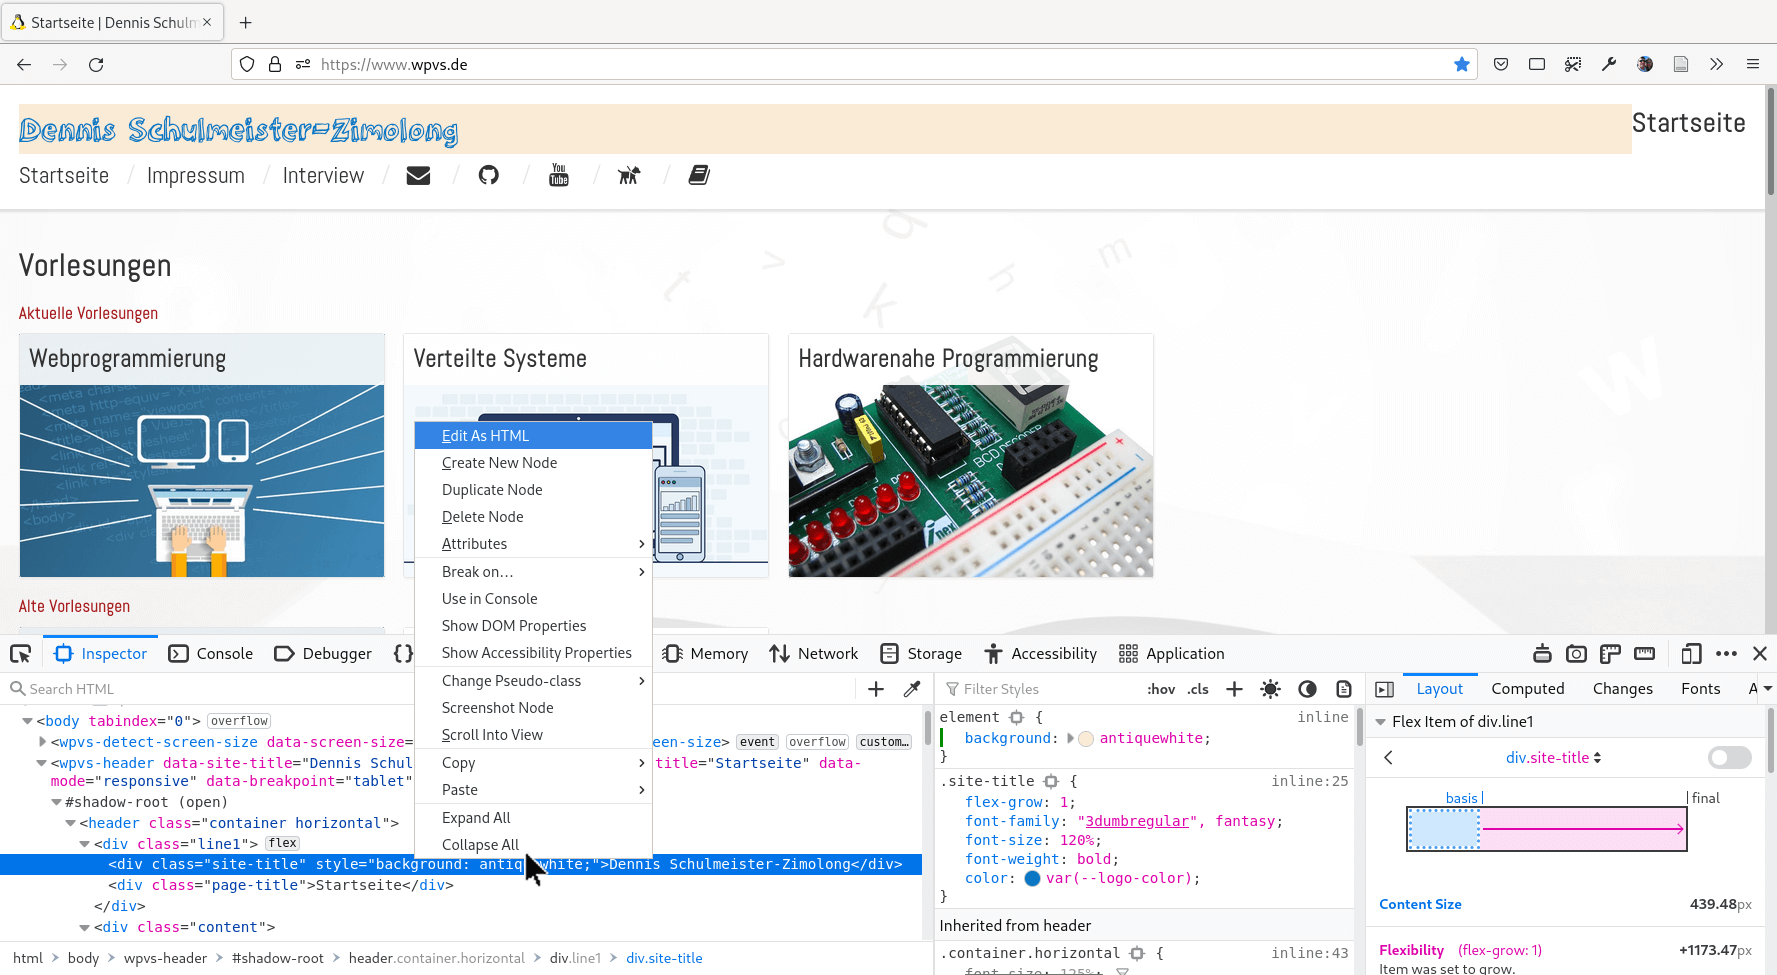 Startseite | Dennis Schulm
https://www.wpvs.de
Dennis Schulmeister-Zimolong
Startseite
Startseite / Impressum / Interview / / / / /
You
Tube
Vorlesungen
Aktuelle Vorlesungen
Webprogrammierung
Verteilte Systeme
Hardwarenahe Programmierung
BCD DECODER
Alte Vorlesungen
Edit As HTML
Create New Node
Duplicate Node
Delete Node
Attributes
Break on…
Use in Console
Show DOM Properties
Show Accessibility Properties
Change Pseudo-class
Screenshot Node
Scroll Into View
Copy
Paste
Expand All
Collapse All
Inspector Console Debugger {} Memory Network Storage Accessibility Application
Search HTML
<body tabindex="0"> overflow
<wpvs-detect-screen-size data-screen-size= een-size> event overflow custom…
<wpvs-header data-site-title="Dennis Schul title="Startseite" data-
mode="responsive" data-breakpoint="tablet"
#shadow-root (open)
<header class="container horizontal">
<div class="line1"> flex
<div class="site-title" style="background: antiquewhite;">Dennis Schulmeister-Zimolong</div>
<div class="page-title">Startseite</div>
</div>
<div class="content">
html > body > wpvs-header > #shadow-root > header.container.horizontal > div.line1 > div.site-title
Filter Styles :hov .cls
element { inline
background: antiquewhite;
}
.site-title { inline:25
flex-grow: 1;
font-family: "3dumbregular", fantasy;
font-size: 120%;
font-weight: bold;
color: var(--logo-color);
}
Inherited from header
.container.horizontal { inline:43
font-size: 125%;
Layout Computed Changes Fonts A
Flex Item of div.line1
div.site-title
basis final
Content Size 439.48px
Flexibility (flex-grow: 1) +1173.47px
Item was set to grow.